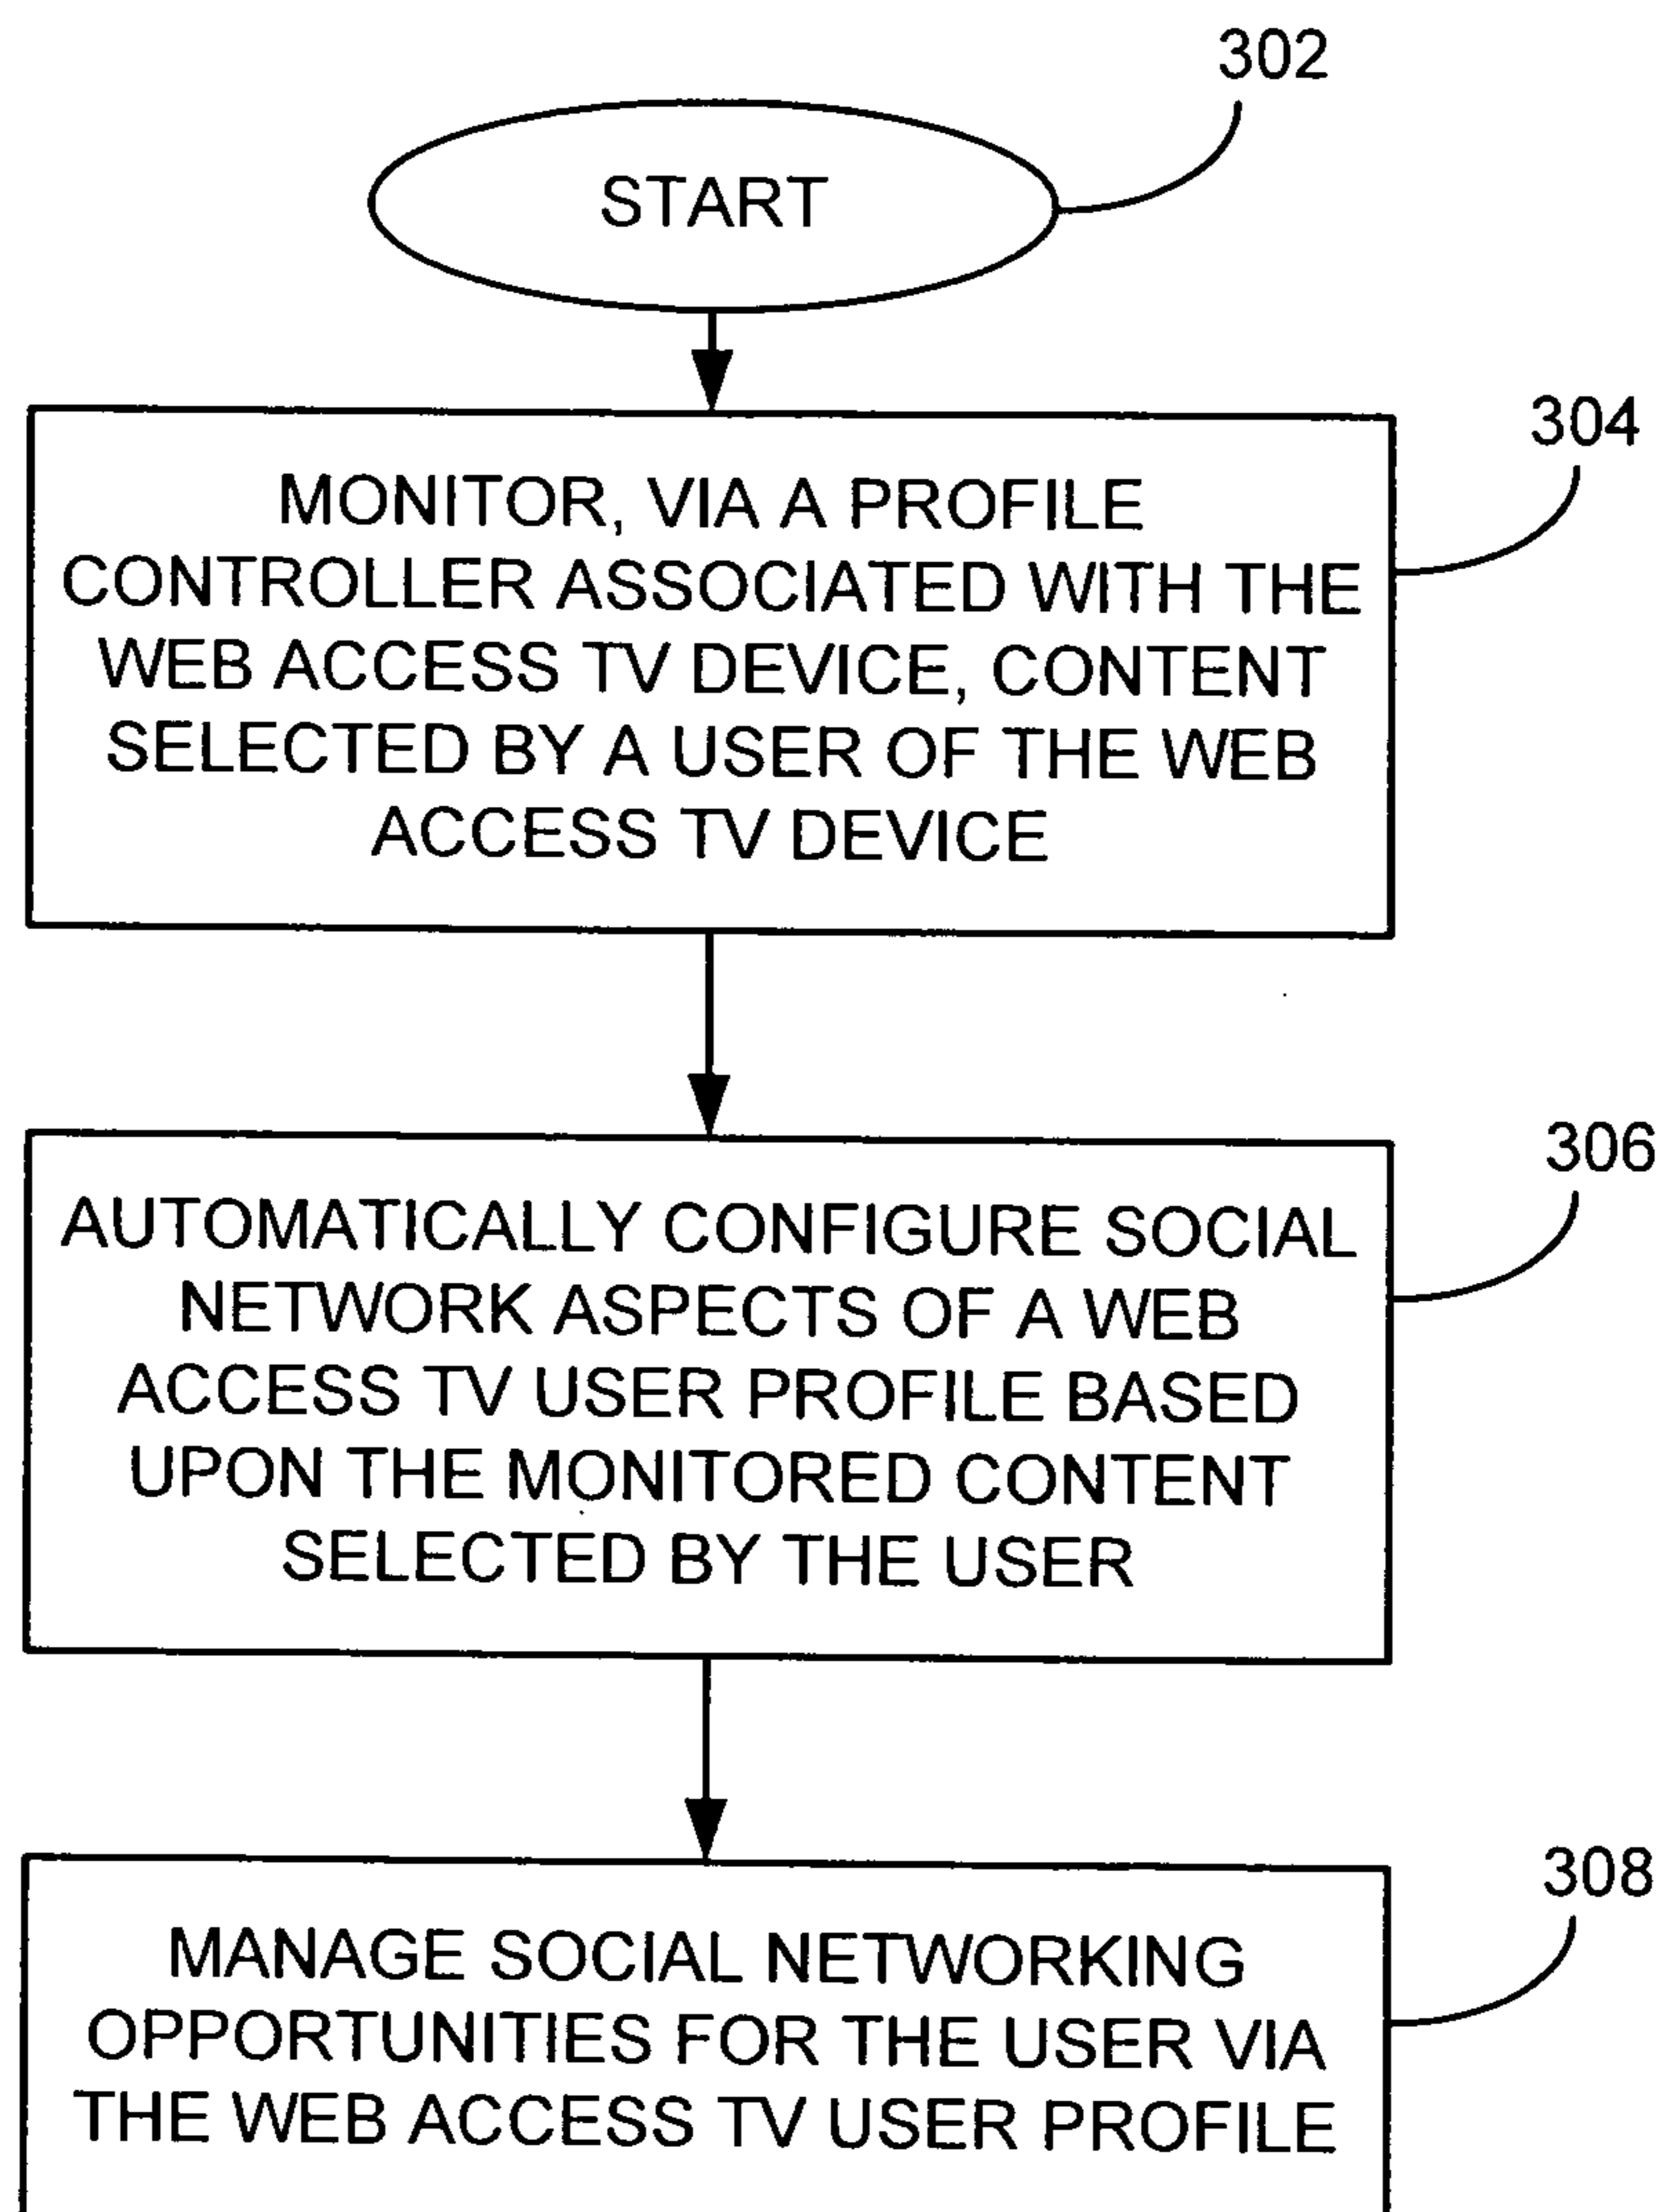 302
START
304
MONITOR, VIA A PROFILE
CONTROLLER ASSOCIATED WITH THE
WEB ACCESS TV DEVICE, CONTENT
SELECTED BY A USER OF THE WEB
ACCESS TV DEVICE
306
AUTOMATICALLY CONFIGURE SOCIAL
NETWORK ASPECTS OF A WEB
ACCESS TV USER PROFILE BASED
UPON THE MONITORED CONTENT
SELECTED BY THE USER
308
MANAGE SOCIAL NETWORKING
OPPORTUNITIES FOR THE USER VIA
THE WEB ACCESS TV USER PROFILE